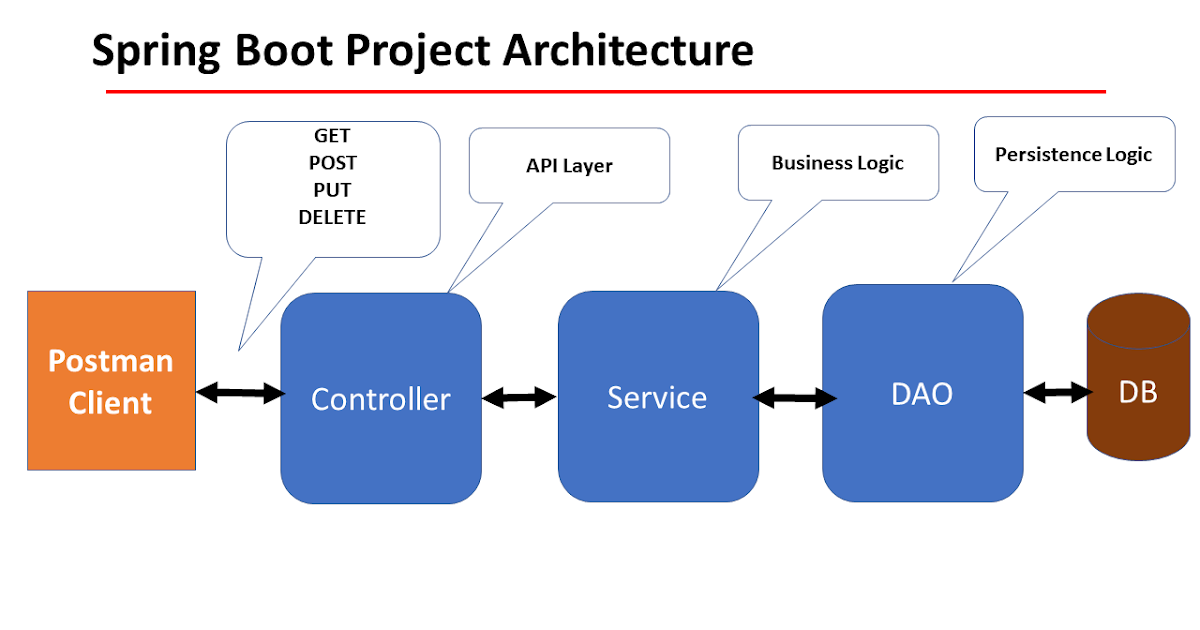 Spring Boot Project Architecture
GET
POST
PUT
DELETE
API Layer
Business Logic
Persistence Logic
Postman
Client
Controller
Service
DAO
DB